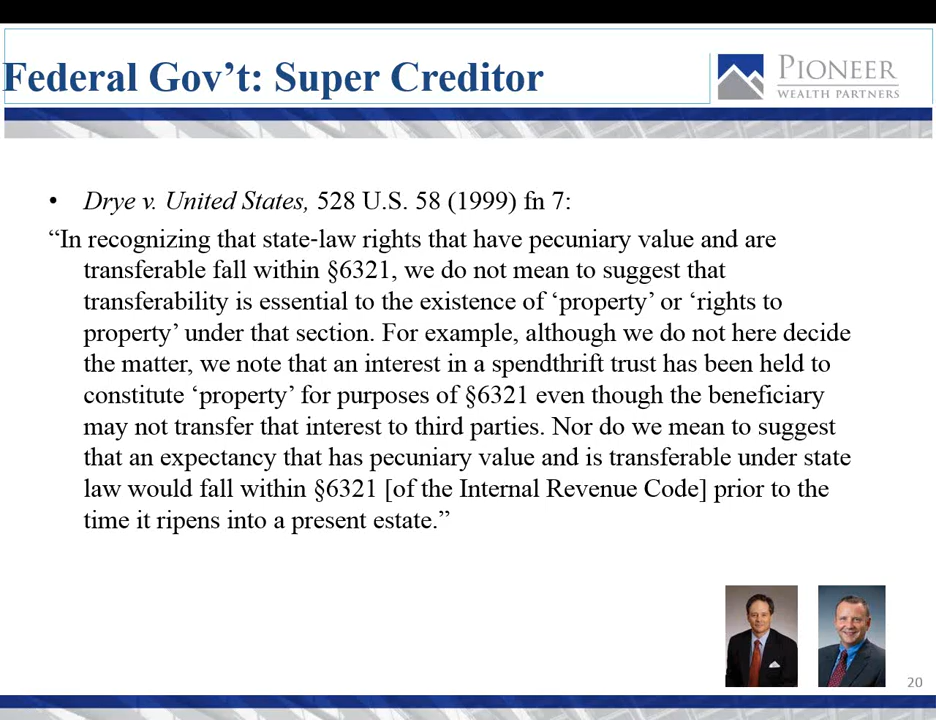 Federal Gov’t: Super Creditor
PIONEER
WEALTH PARTNERS
• Drye v. United States, 528 U.S. 58 (1999) fn 7:
“In recognizing that state-law rights that have pecuniary value and are
transferable fall within §6321, we do not mean to suggest that
transferability is essential to the existence of ‘property’ or ‘rights to
property’ under that section. For example, although we do not here decide
the matter, we note that an interest in a spendthrift trust has been held to
constitute ‘property’ for purposes of §6321 even though the beneficiary
may not transfer that interest to third parties. Nor do we mean to suggest
that an expectancy that has pecuniary value and is transferable under state
law would fall within §6321 [of the Internal Revenue Code] prior to the
time it ripens into a present estate.”
20